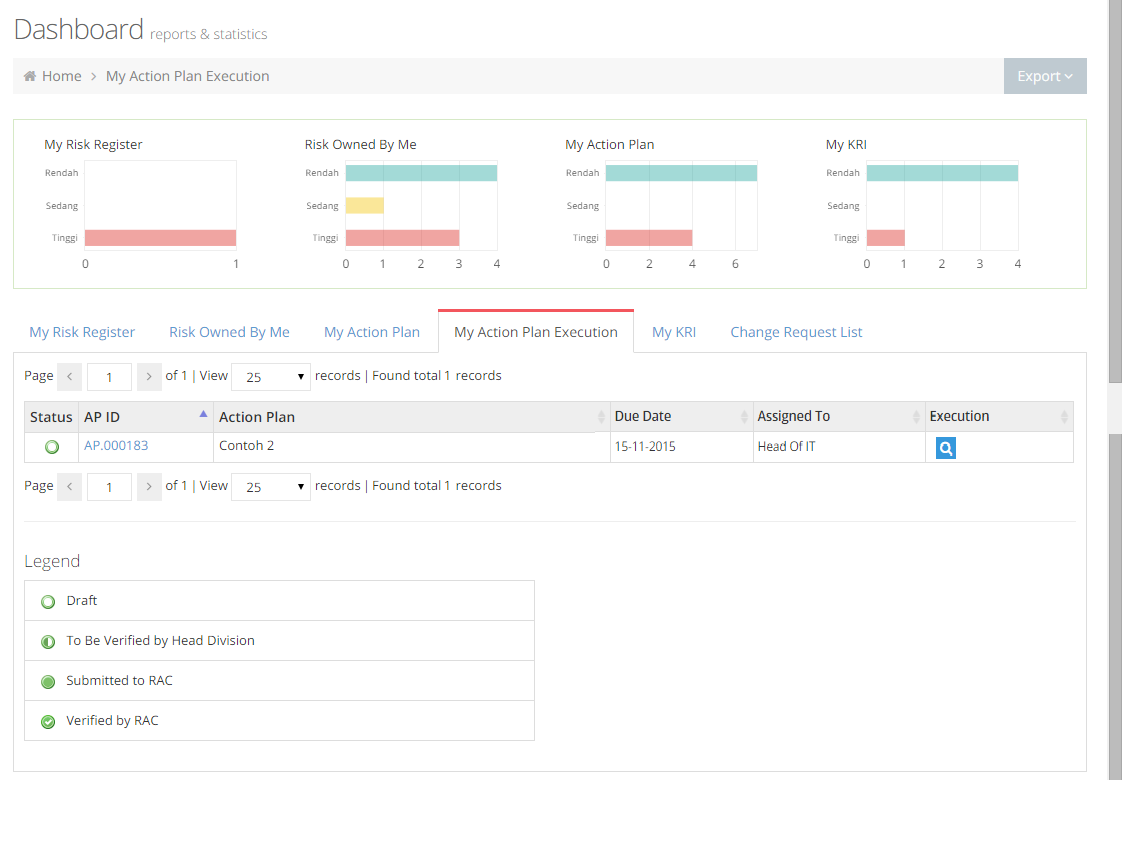 Dashboard reports & statistics
Home > My Action Plan Execution Export
My Risk Register Risk Owned By Me My Action Plan My KRI
Rendah Rendah Rendah Rendah
Sedang Sedang Sedang Sedang
Tinggi Tinggi Tinggi Tinggi
0 1 0 1 2 3 4 0 2 4 6 0 1 2 3 4
My Risk Register Risk Owned By Me My Action Plan My Action Plan Execution My KRI Change Request List
Page < 1 > of 1 | View 25 records | Found total 1 records
Status AP ID Action Plan Due Date Assigned To Execution
AP.000183 Contoh 2 15-11-2015 Head Of IT
Page < 1 > of 1 | View 25 records | Found total 1 records
Legend
Draft
To Be Verified by Head Division
Submitted to RAC
Verified by RAC